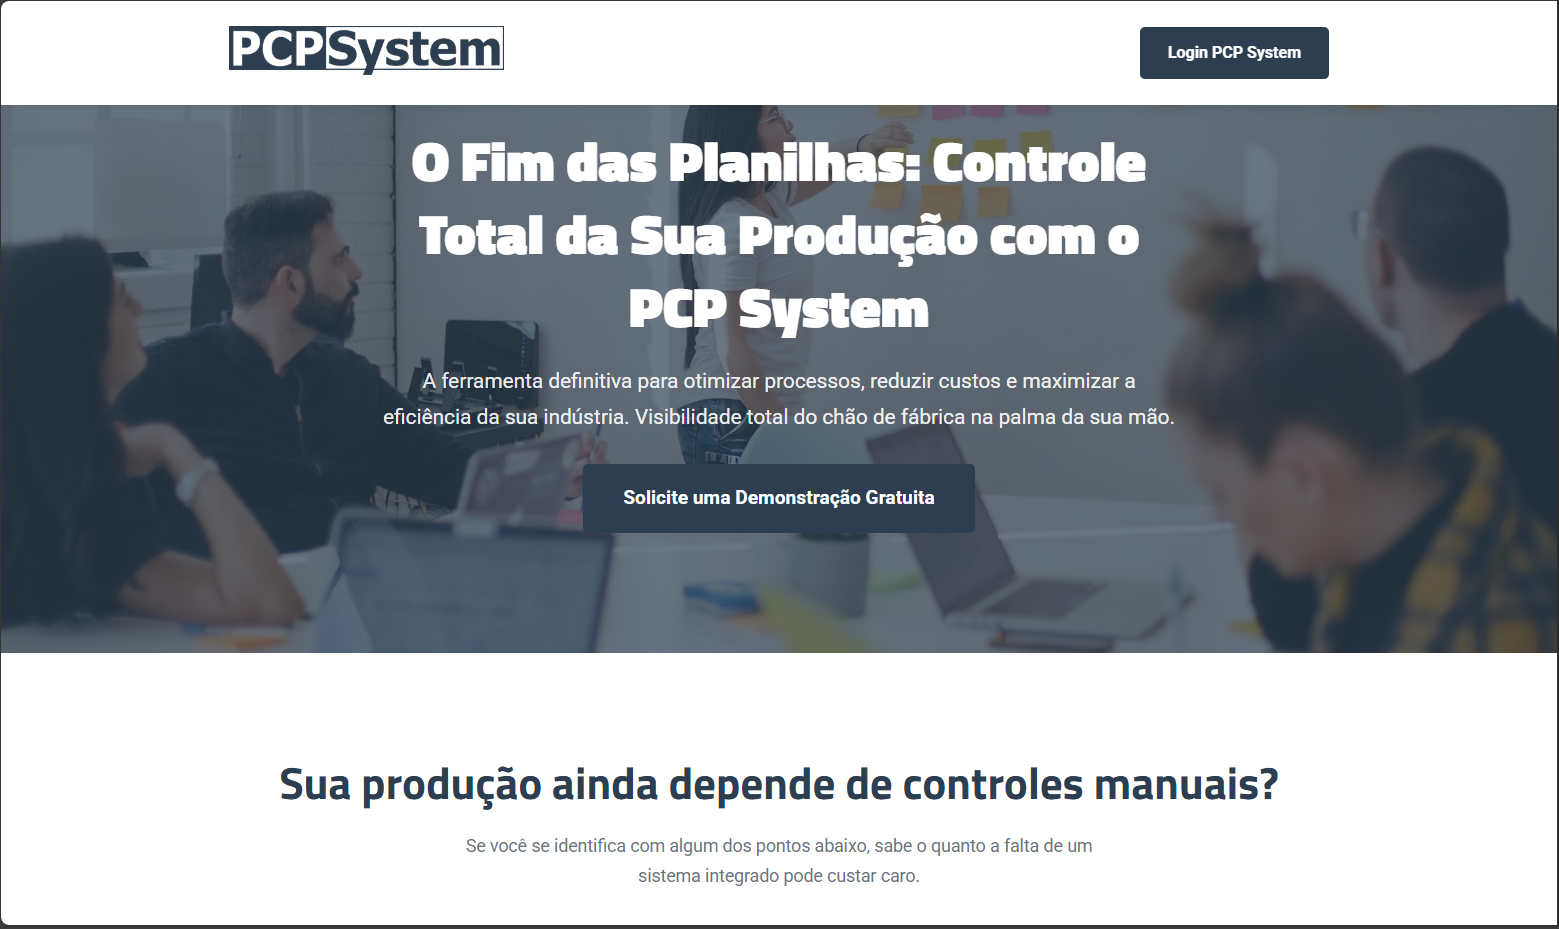 PCPSystem
Login PCP System
O Fim das Planilhas: Controle
Total da Sua Produção com o
PCP System
A ferramenta definitiva para otimizar processos, reduzir custos e maximizar a
eficiência da sua indústria. Visibilidade total do chão de fábrica na palma da sua mão.
Solicite uma Demonstração Gratuita
Sua produção ainda depende de controles manuais?
Se você se identifica com algum dos pontos abaixo, sabe o quanto a falta de um
sistema integrado pode custar caro.